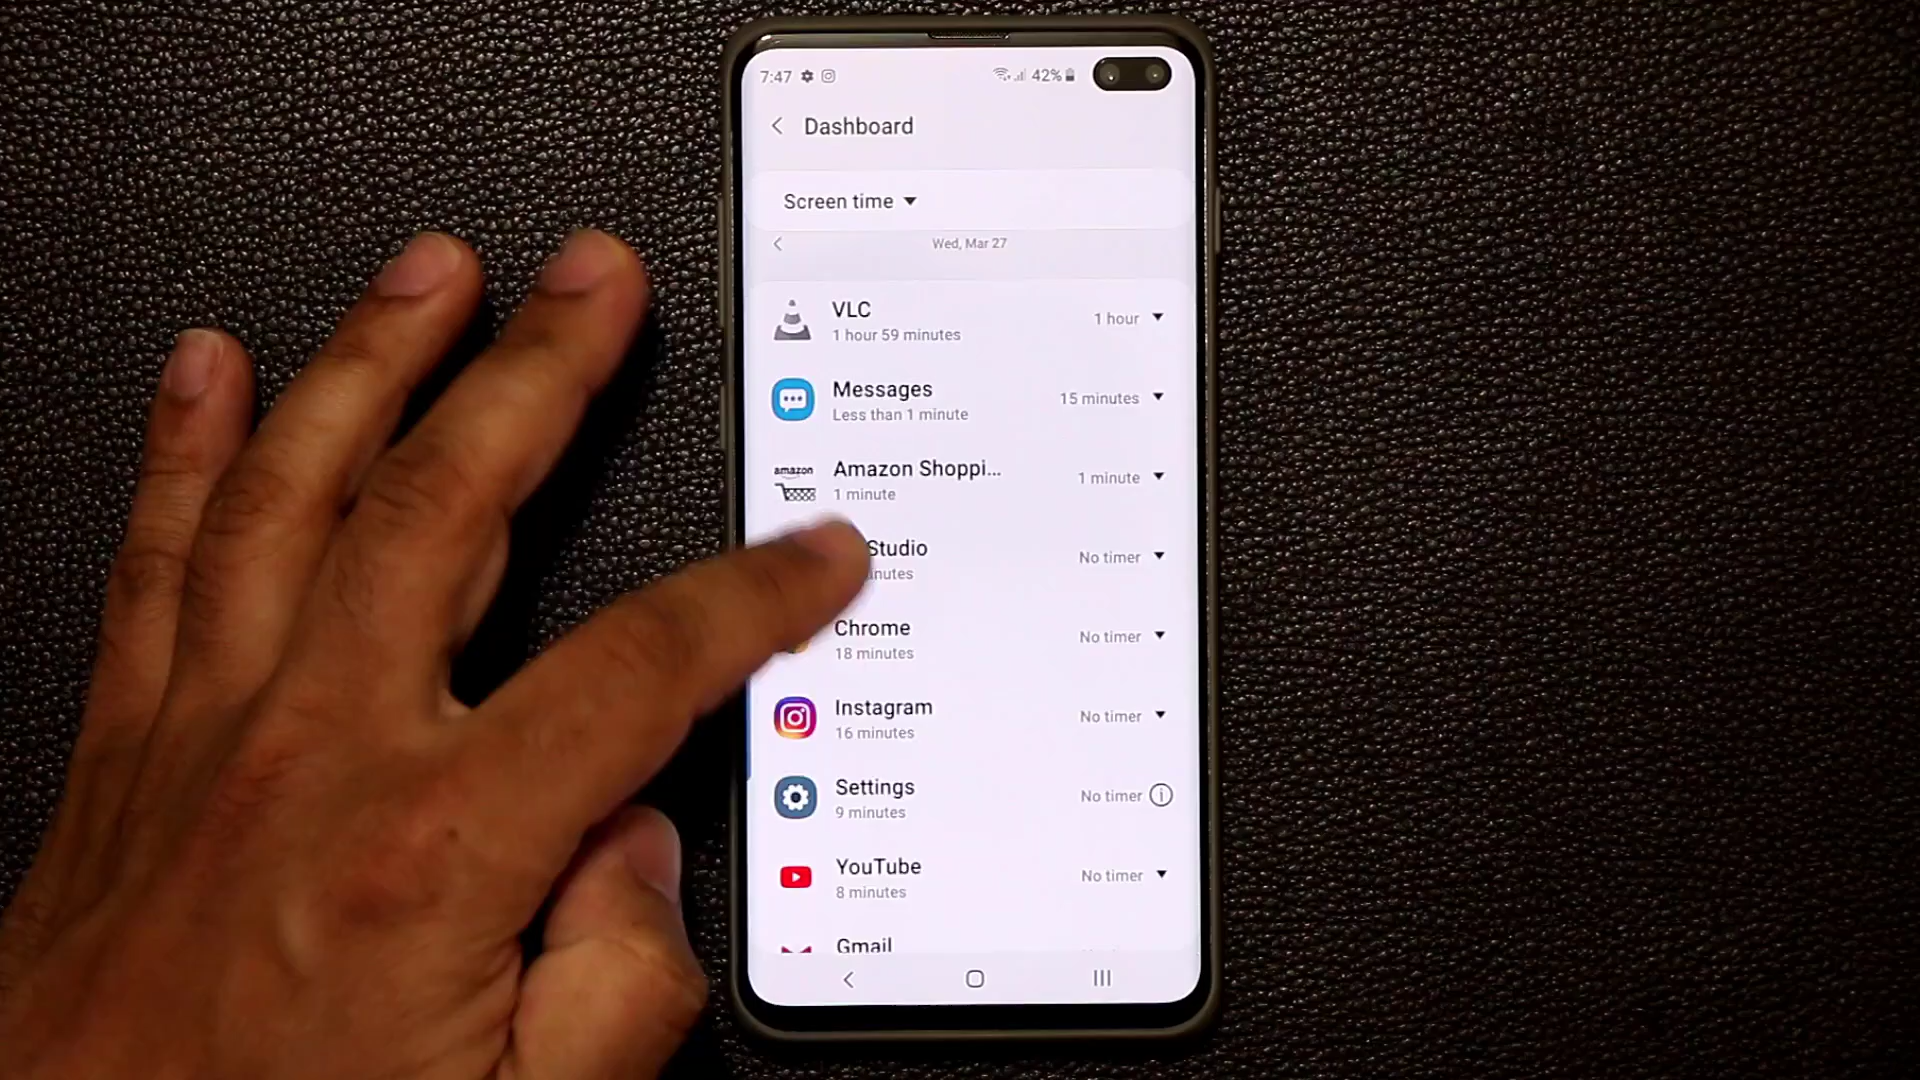 7:47 42%
Dashboard
Screen time
Wed, Mar 27
VLC
1 hour 59 minutes
1 hour
Messages
Less than 1 minute
15 minutes
amazon
Amazon Shoppi...
1 minute
1 minute
Studio
No timer
Chrome
18 minutes
No timer
Instagram
16 minutes
No timer
Settings
9 minutes
No timer
YouTube
8 minutes
No timer
Gmail